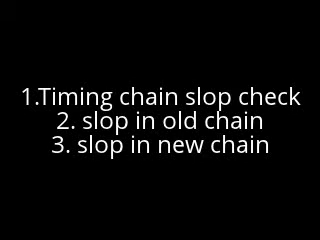 1.Timing chain slop check
2. slop in old chain
3. slop in new chain